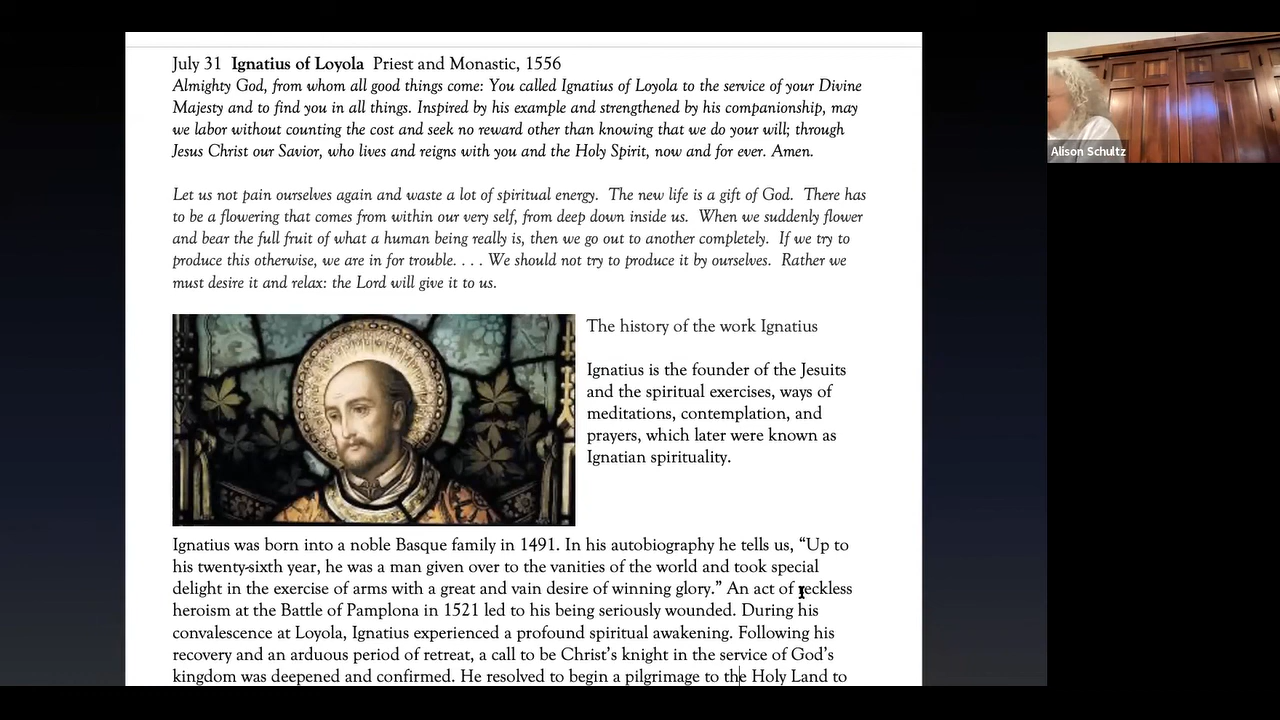 July 31 Ignatius of Loyola Priest and Monastic, 1556
Almighty God, from whom all good things come: You called Ignatius of Loyola to the service of your Divine
Majesty and to find you in all things. Inspired by his example and strengthened by his companionship, may
we labor without counting the cost and seek no reward other than knowing that we do your will; through
Jesus Christ our Savior, who lives and reigns with you and the Holy Spirit, now and for ever. Amen.
Let us not pain ourselves again and waste a lot of spiritual energy. The new life is a gift of God. There has
to be a flowering that comes from within our very self, from deep down inside us. When we suddenly flower
and bear the full fruit of what a human being really is, then we go out to another completely. If we try to
produce this otherwise, we are in for trouble. . . . We should not try to produce it by ourselves. Rather we
must desire it and relax: the Lord will give it to us.
The history of the work Ignatius
Ignatius is the founder of the Jesuits
and the spiritual exercises, ways of
meditations, contemplation, and
prayers, which later were known as
Ignatian spirituality.
Ignatius was born into a noble Basque family in 1491. In his autobiography he tells us, “Up to
his twenty-sixth year, he was a man given over to the vanities of the world and took special
delight in the exercise of arms with a great and vain desire of winning glory.” An act of reckless
heroism at the Battle of Pamplona in 1521 led to his being seriously wounded. During his
convalescence at Loyola, Ignatius experienced a profound spiritual awakening. Following his
recovery and an arduous period of retreat, a call to be Christ’s knight in the service of God’s
kingdom was deepened and confirmed. He resolved to begin a pilgrimage to the Holy Land to
Alison Schultz